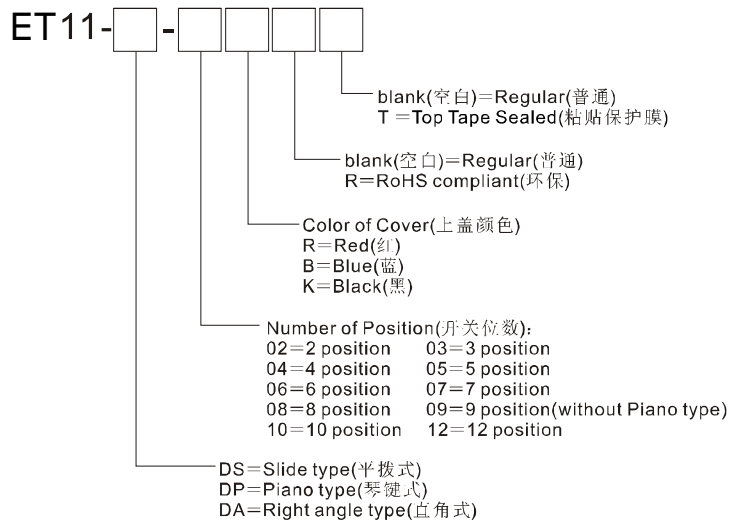 ET11-□-□□□□
blank(空白)=Regular(普通)
T =Top Tape Sealed(粘贴保护膜)
blank(空白)=Regular(普通)
R=RoHS compliant(环保)
Color of Cover(上盖颜色)
R=Red(红)
B=Blue(蓝)
K=Black(黑)
Number of Position(开关位数):
02=2 position 03=3 position
04=4 position 05=5 position
06=6 position 07=7 position
08=8 position 09=9 position(without Piano type)
10=10 position 12=12 position
DS=Slide type(平拨式)
DP=Piano type(琴键式)
DA=Right angle type(直角式)